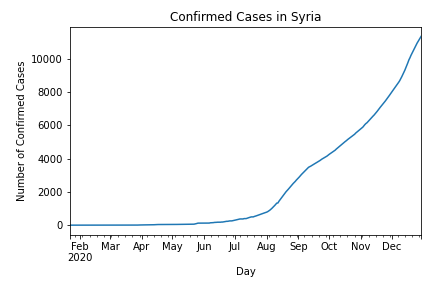 Confirmed Cases in Syria
Number of Confirmed Cases
10000
8000
6000
4000
2000
0
Feb Mar Apr May Jun Jul Aug Sep Oct Nov Dec
2020
Day